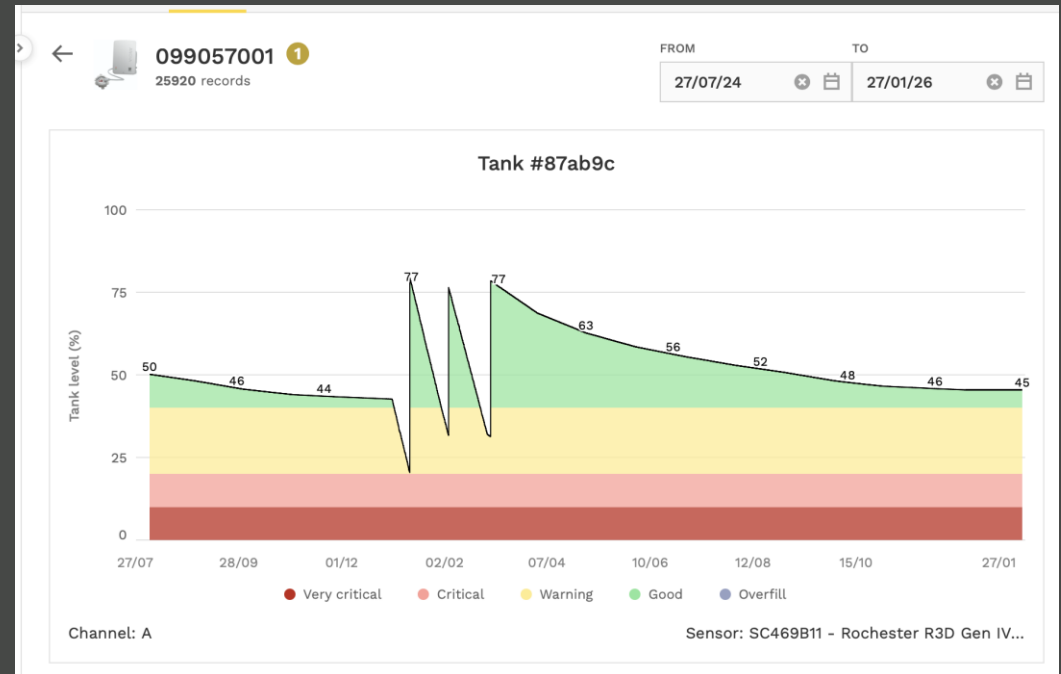 099057001 1
25920 records
FROM
TO
27/07/24
27/01/26
Tank #87ab9c
Tank level (%)
100
75
50
25
0
50
46
44
77
77
63
56
52
48
46
45
27/07 28/09 01/12 02/02 07/04 10/06 12/08 15/10 27/01
Very critical Critical Warning Good Overfill
Channel: A
Sensor: SC469B11 - Rochester R3D Gen IV...